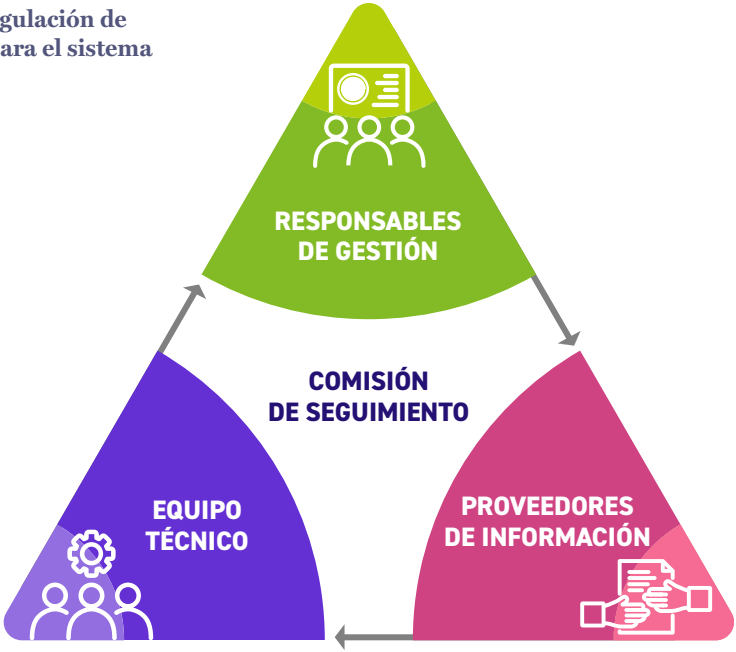 gulación de
ara el sistema
RESPONSABLES
DE GESTIÓN
COMISIÓN
DE SEGUIMIENTO
EQUIPO
TÉCNICO
PROVEEDORES
DE INFORMACIÓN